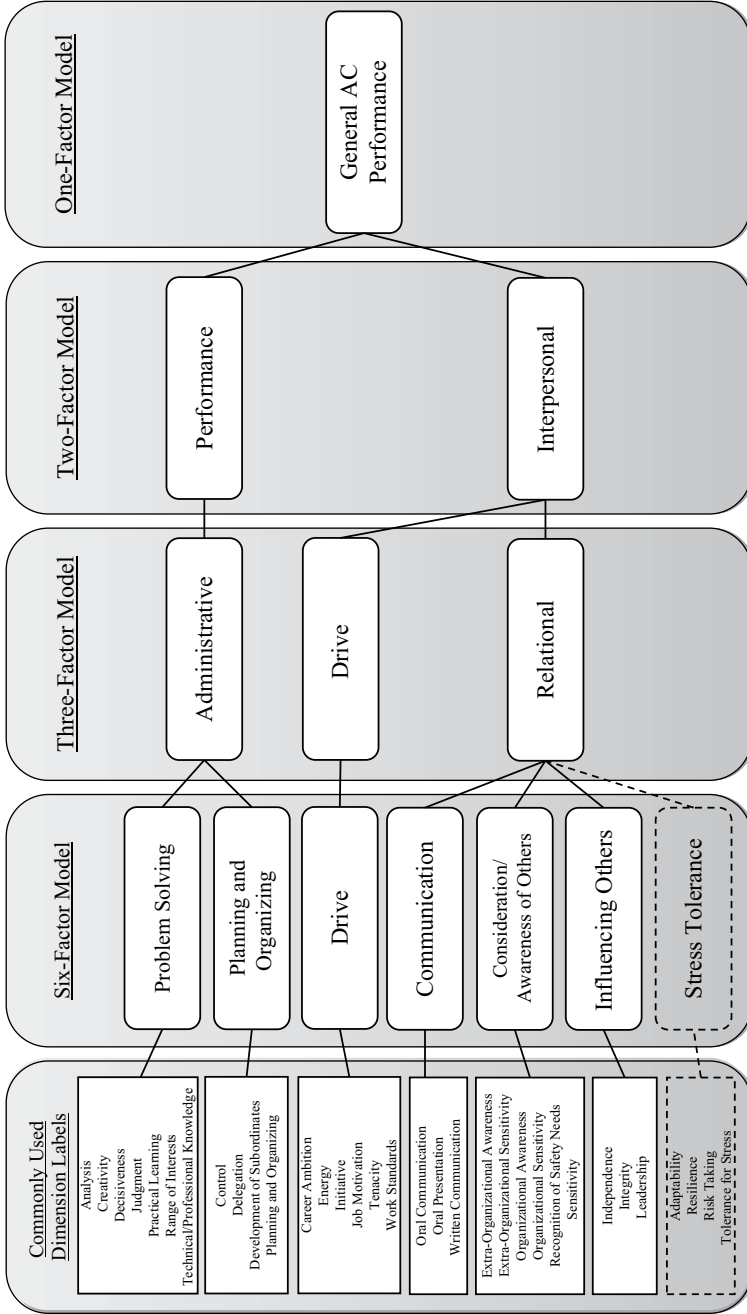 Commonly Used
Dimension Labels
Analysis
Creativity
Decisiveness
Judgment
Practical Learning
Range of Interests
Technical/Professional Knowledge
Control
Delegation
Development of Subordinates
Planning and Organizing
Career Ambition
Energy
Initiative
Job Motivation
Tenacity
Work Standards
Oral Communication
Oral Presentation
Written Communication
Extra-Organizational Awareness
Extra-Organizational Sensitivity
Organizational Awareness
Organizational Sensitivity
Recognition of Safety Needs
Sensitivity
Independence
Integrity
Leadership
Adaptability
Resilience
Risk Taking
Tolerance for Stress
Six-Factor Model
Problem Solving
Planning and
Organizing
Drive
Communication
Consideration/
Awareness of Others
Influencing Others
Stress Tolerance
Three-Factor Model
Administrative
Drive
Relational
Two-Factor Model
Performance
Interpersonal
One-Factor Model
General AC
Performance